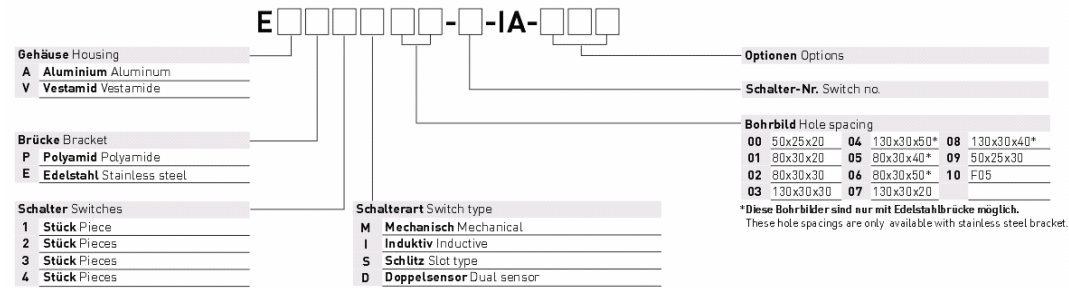 E□□□□ □□-□-IA-□□□
Gehäuse Housing
A Aluminium Aluminum
V Vestamid Vestamide
Brücke Bracket
P Polyamid Polyamide
E Edelstahl Stainless steel
Schalter Switches
1 Stück Piece
2 Stück Pieces
3 Stück Pieces
4 Stück Pieces
Schalterart Switch type
M Mechanisch Mechanical
I Induktiv Inductive
S Schlitz Slot type
D Doppelsensor Dual sensor
Optionen Options
Schalter-Nr. Switch no.
Bohrbild Hole spacing
00 50x25x20 04 130x30x50* 08 130x30x40*
01 80x30x20 05 80x30x40* 09 50x25x30
02 80x30x30 06 80x30x50* 10 F05
03 130x30x30 07 130x30x20
*Diese Bohrbilder sind nur mit Edelstahlbrücke möglich.
These hole spacings are only available with stainless steel bracket.